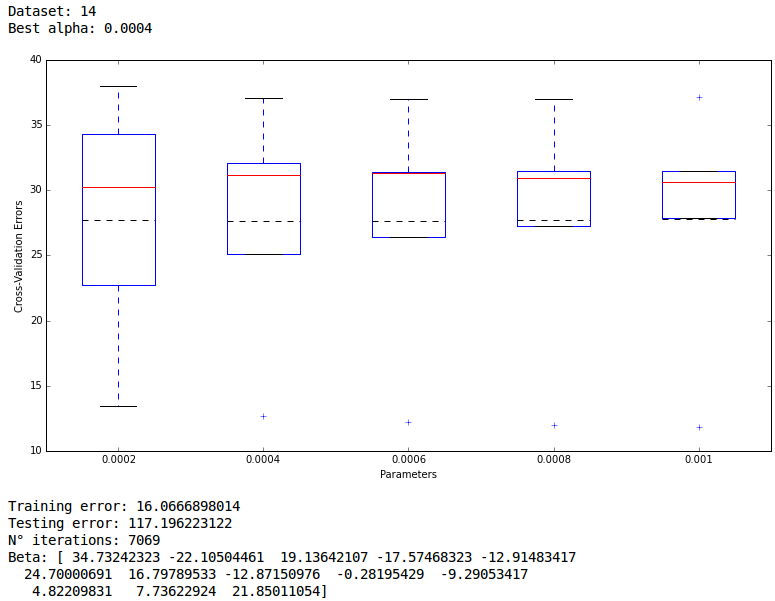 Dataset: 14
Best alpha: 0.0004
40
35
30
25
20
15
10
Cross-Validation Errors
0.0002 0.0004 0.0006 0.0008 0.001
Parameters
Training error: 16.0666898014
Testing error: 117.196223122
N° iterations: 7069
Beta: [ 34.73242323 -22.10504461  19.13642107 -17.57468323 -12.91483417
  24.70000691  16.79789533 -12.87150976  -0.28195429  -9.29053417
   4.82209831   7.73622924  21.85011054]